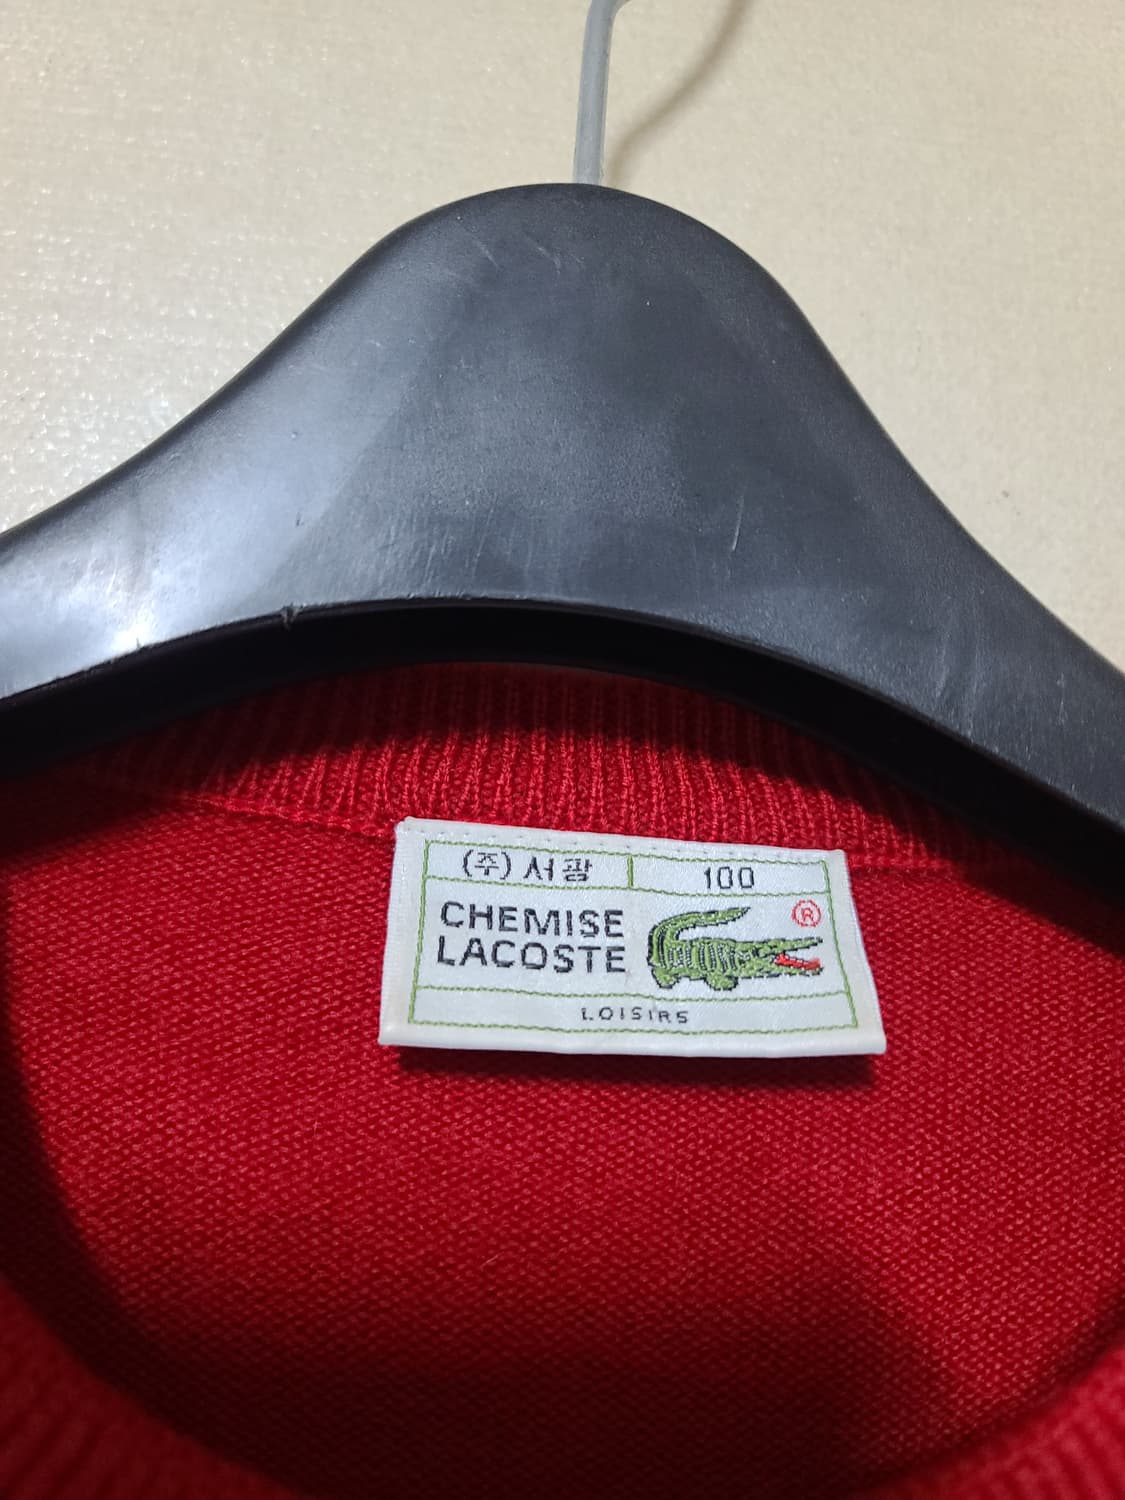 (주) 서광 100
CHEMISE
LACOSTE ®
LOISIRS